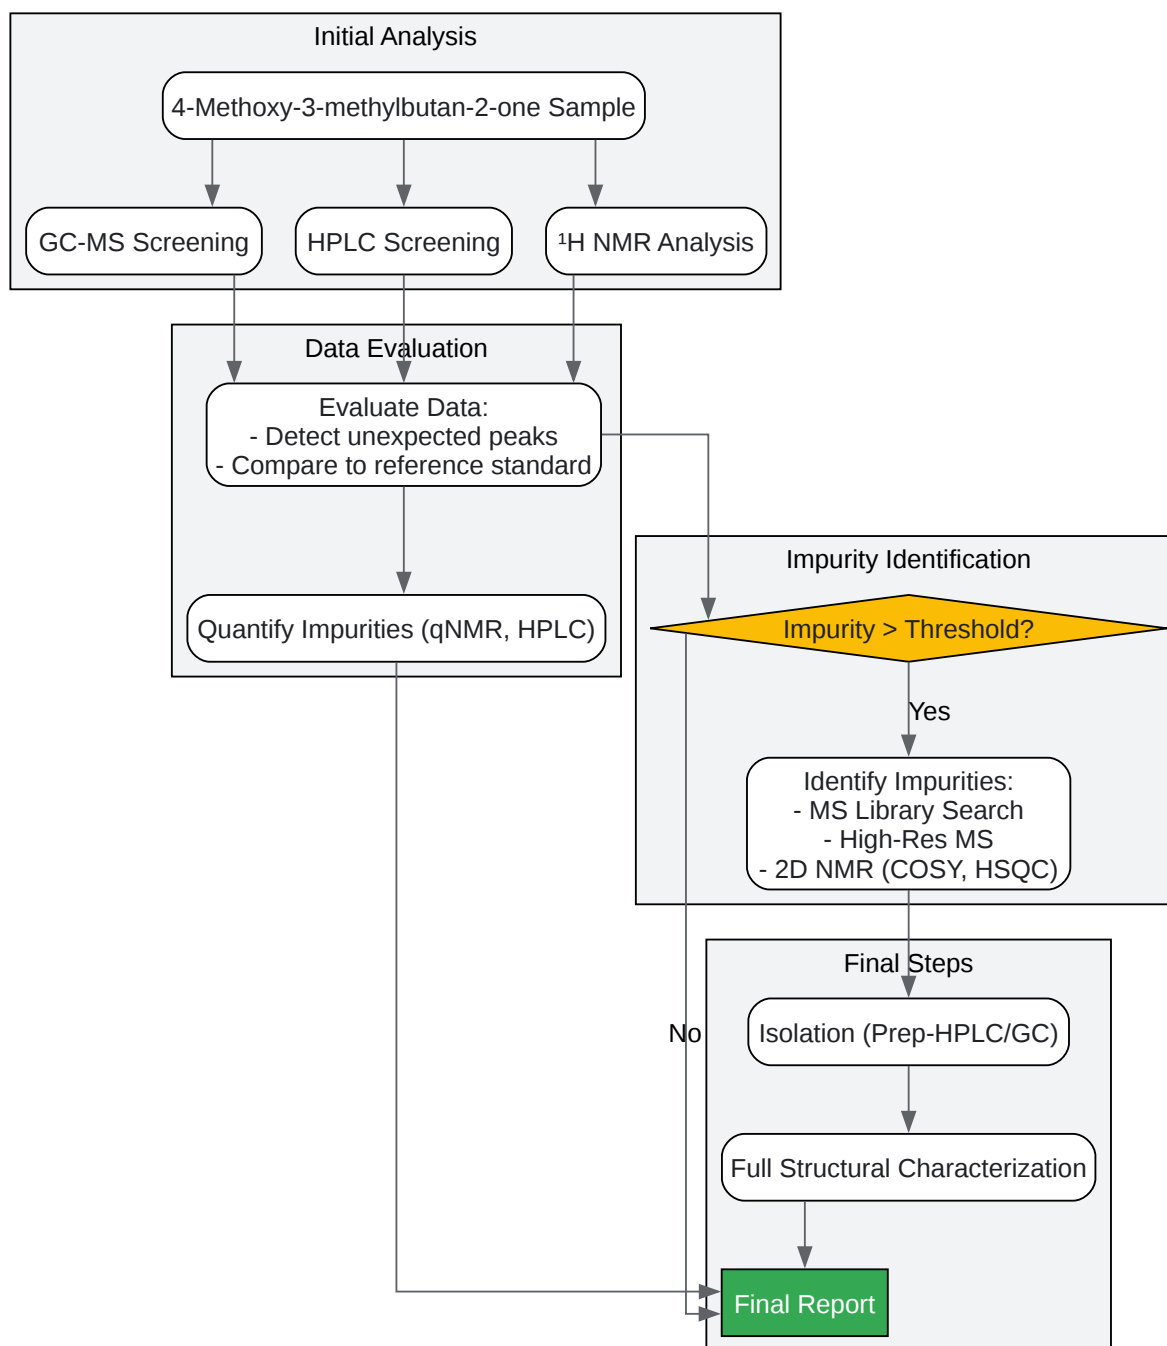 Initial Analysis
4-Methoxy-3-methylbutan-2-one Sample
GC-MS Screening
HPLC Screening
¹H NMR Analysis
Data Evaluation
Evaluate Data:
- Detect unexpected peaks
- Compare to reference standard
Quantify Impurities (qNMR, HPLC)
Impurity Identification
Impurity > Threshold?
Yes
Identify Impurities:
- MS Library Search
- High-Res MS
- 2D NMR (COSY, HSQC)
Final Steps
No
Isolation (Prep-HPLC/GC)
Full Structural Characterization
Final Report